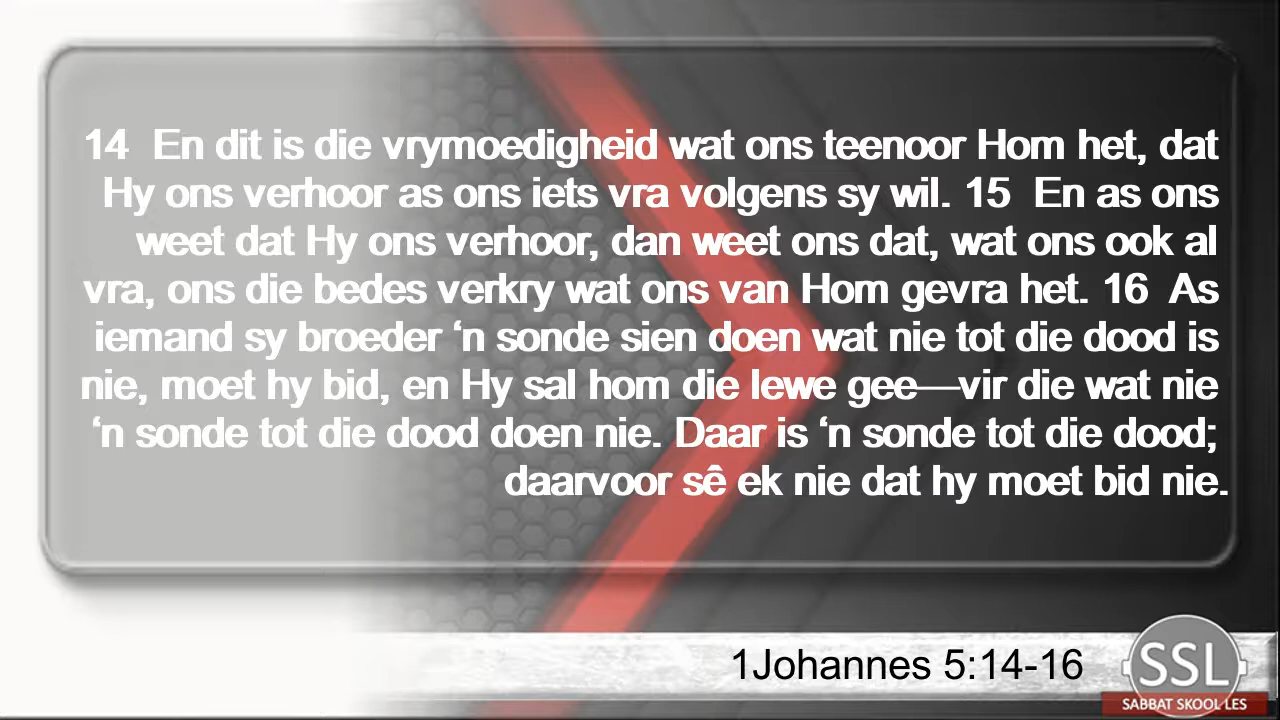 14  En dit is die vrymoedigheid wat ons teenoor Hom het, dat
Hy ons verhoor as ons iets vra volgens sy wil. 15  En as ons
weet dat Hy ons verhoor, dan weet ons dat, wat ons ook al
vra, ons die bedes verkry wat ons van Hom gevra het. 16  As
iemand sy broeder ‘n sonde sien doen wat nie tot die dood is
nie, moet hy bid, en Hy sal hom die lewe gee—vir die wat nie
‘n sonde tot die dood doen nie. Daar is ‘n sonde tot die dood;
daarvoor sê ek nie dat hy moet bid nie.
1Johannes 5:14-16
SSL
SABBAT SKOOL LES